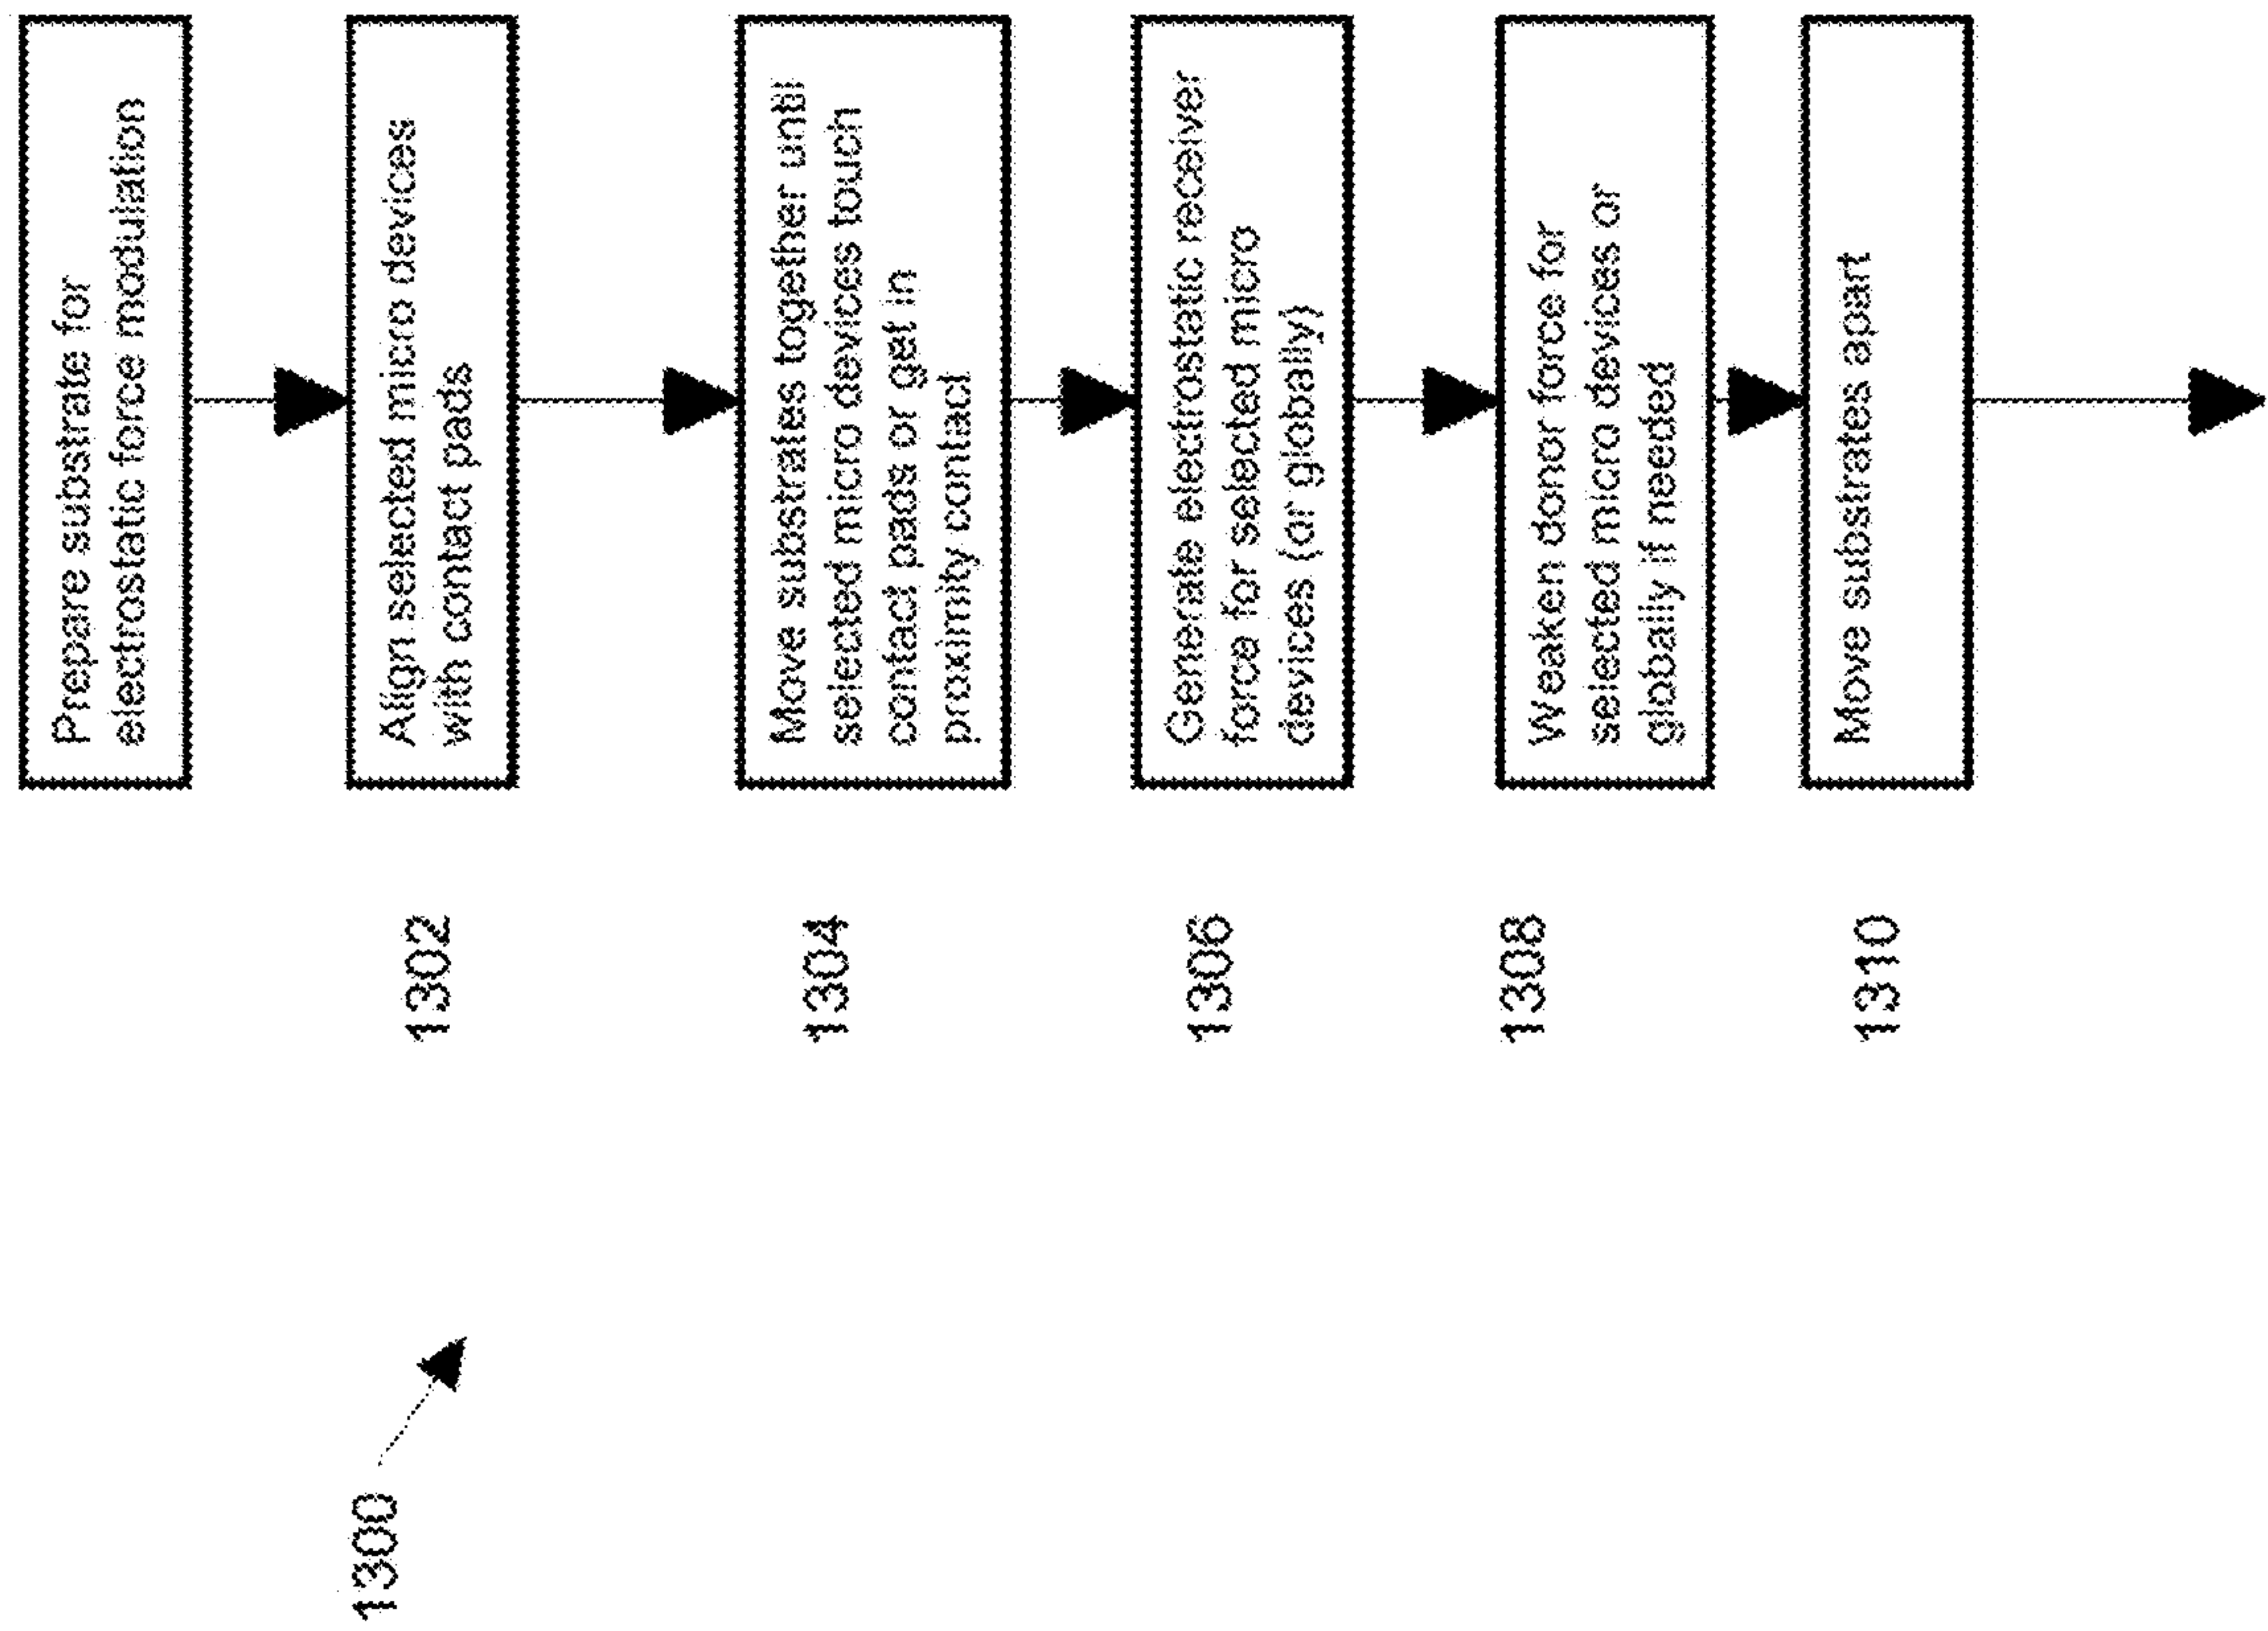 Prepare substrate for
electrostatic force modulation
1300
1302
Align selected micro devices
with contact pads
1304
Move substrates together until
selected micro devices touch
contact pads or get in
proximity contact
1306
Generate electrostatic receiver
force for selected micro
devices (or globally)
1308
Weaken donor force for
selected micro devices or
globally if needed
1310
Move substrates apart